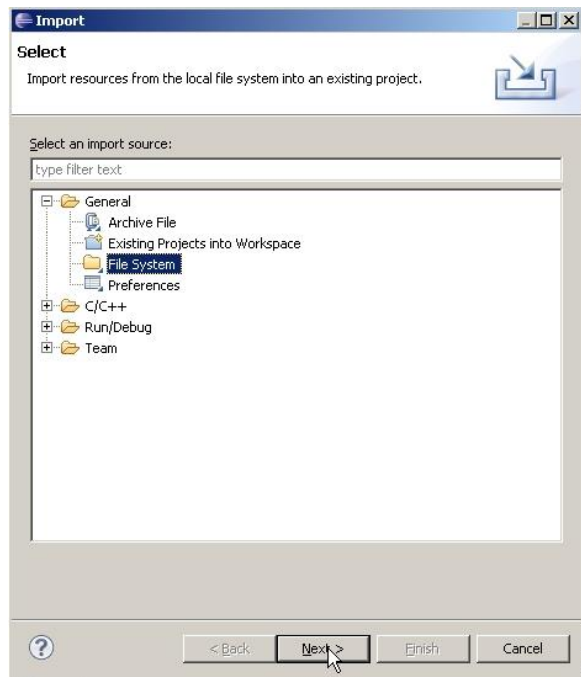 Import
Select
Import resources from the local file system into an existing project.
Select an import source:
type filter text
General
Archive File
Existing Projects into Workspace
File System
Preferences
C/C++
Run/Debug
Team
? < Back Next > Finish Cancel